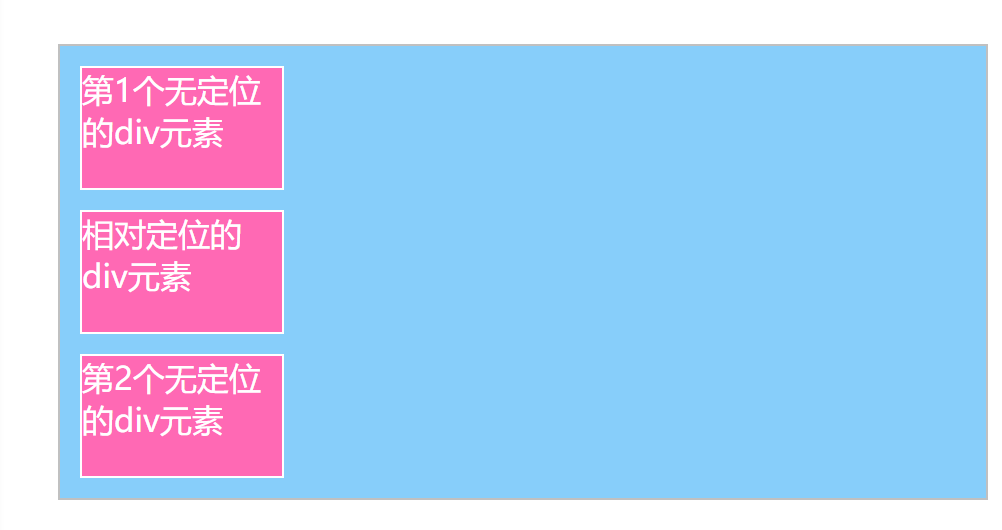 第1个无定位
的div元素
相对定位的
div元素
第2个无定位
的div元素